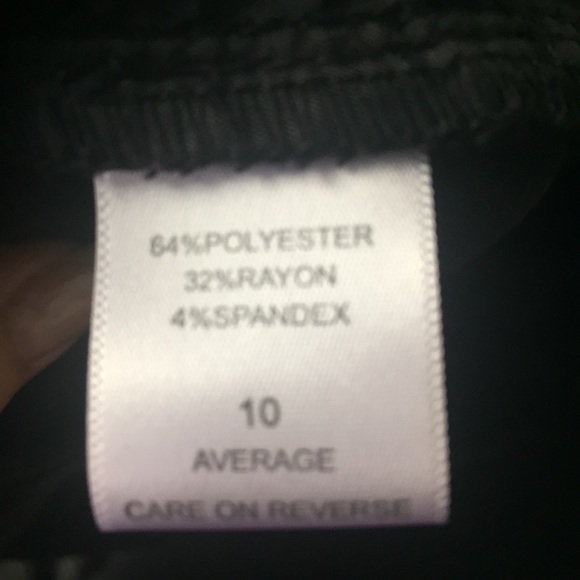 64%POLYESTER
32%RAYON
4%SPANDEX
10
AVERAGE
CARE ON REVERSE